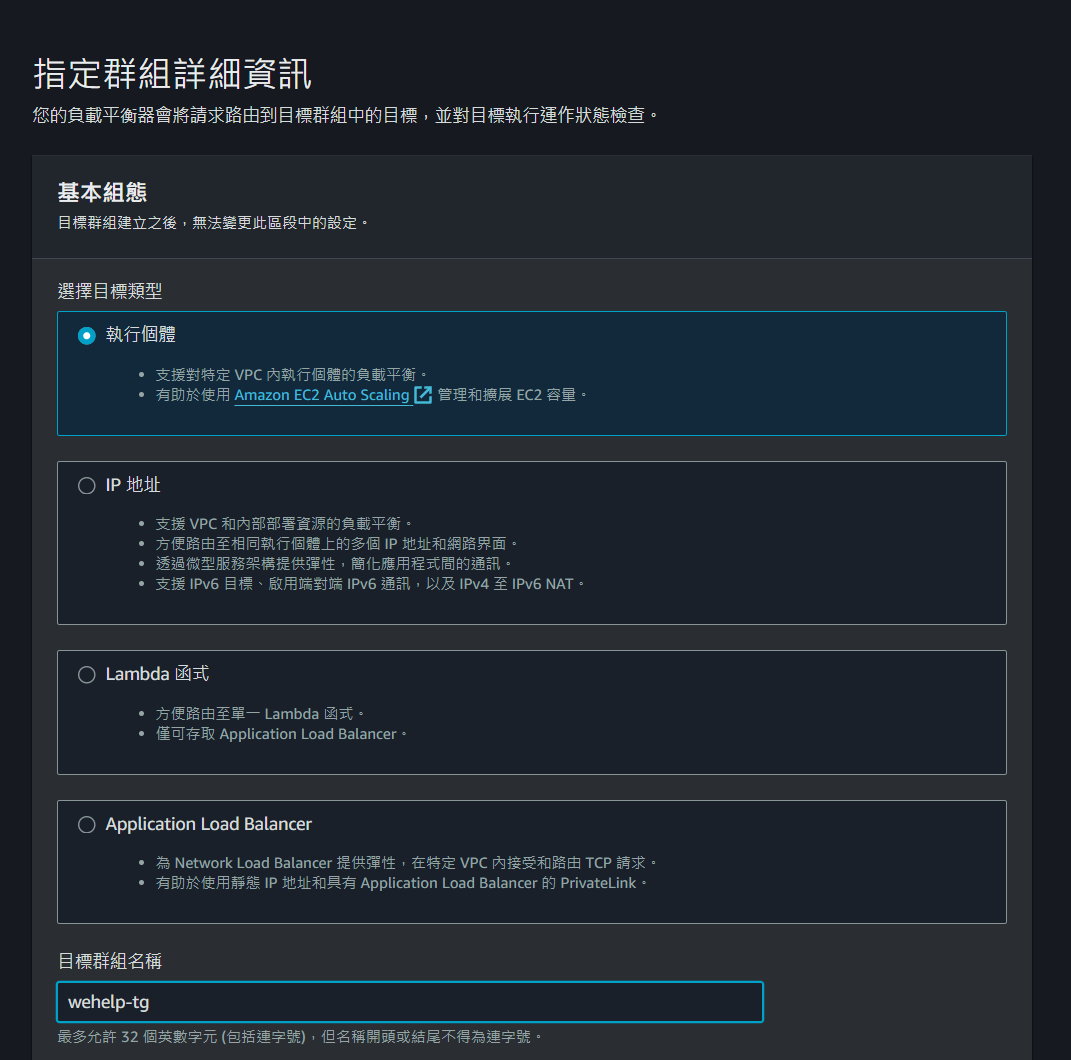 指定群組詳細資訊
您的負載平衡器會將請求路由到目標群組中的目標，並對目標執行運作狀態檢查。
基本組態
目標群組建立之後，無法變更此區段中的設定。
選擇目標類型
執行個體
• 支援對特定 VPC 內執行個體的負載平衡。
• 有助於使用 Amazon EC2 Auto Scaling 管理和擴展 EC2 容量。
IP 地址
• 支援 VPC 和內部部署資源的負載平衡。
• 方便路由至相同執行個體上的多個 IP 地址和網路界面。
• 透過微型服務架構提供彈性，簡化應用程式間的通訊。
• 支援 IPv6 目標、啟用端對端 IPv6 通訊，以及 IPv4 至 IPv6 NAT。
Lambda 函式
• 方便路由至單一 Lambda 函式。
• 僅可存取 Application Load Balancer。
Application Load Balancer
• 為 Network Load Balancer 提供彈性，在特定 VPC 內接受和路由 TCP 請求。
• 有助於使用靜態 IP 地址和具有 Application Load Balancer 的 PrivateLink。
目標群組名稱
wehelp-tg
最多允許 32 個英數字元 (包括連字號)，但名稱開頭或結尾不得為連字號。